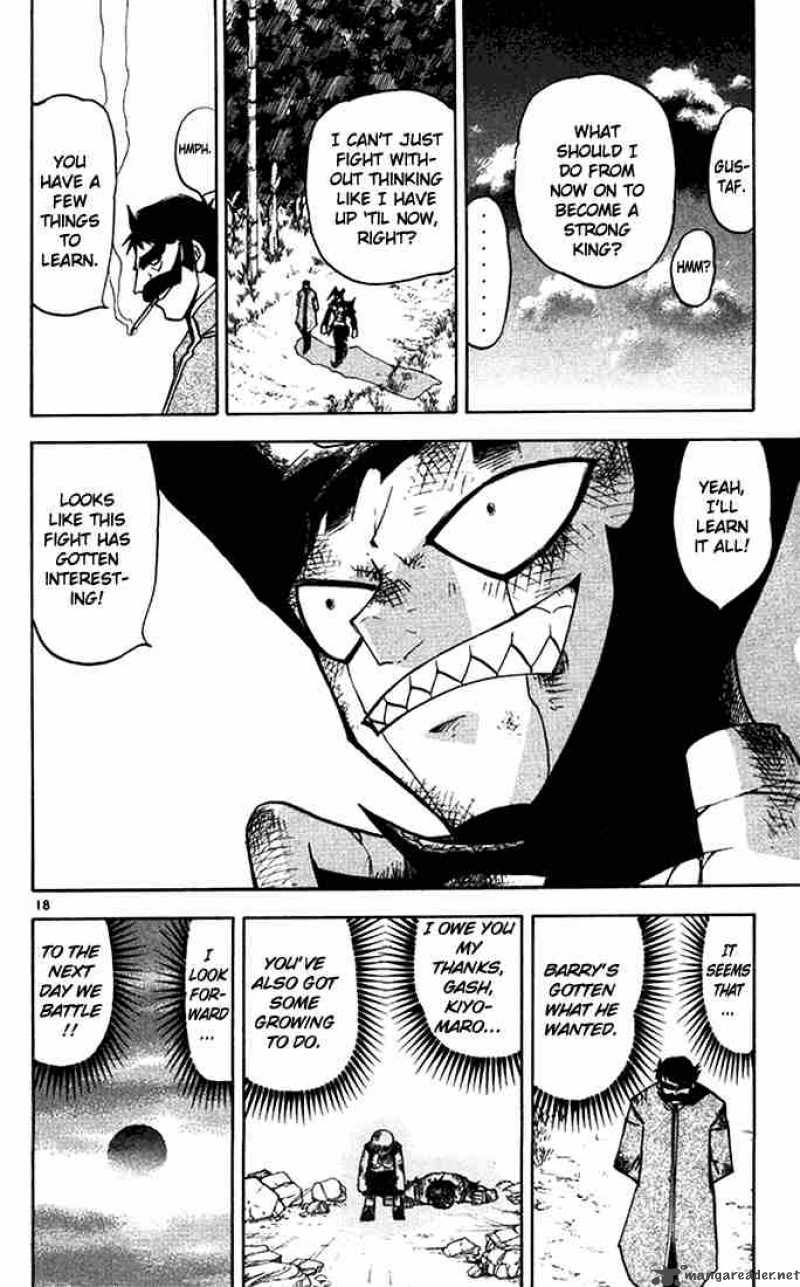 GUS-
TAF.
HMM?
WHAT
SHOULD I
DO FROM
NOW ON TO
BECOME A
STRONG
KING?
......
I CAN'T JUST
FIGHT WITH-
OUT THINKING
LIKE I HAVE
UP 'TIL NOW,
RIGHT?
HMPH.
YOU
HAVE A
FEW
THINGS
TO
LEARN.
YEAH,
I'LL
LEARN
IT ALL!
LOOKS
LIKE THIS
FIGHT HAS
GOTTEN
INTEREST-
ING!
18
IT
SEEMS
THAT
...
BARRY'S
GOTTEN
WHAT HE
WANTED.
I OWE YOU
MY
THANKS,
GASH,
KIYO-
MARO...
YOU'VE
ALSO GOT
SOME
GROWING
TO DO.
I
LOOK
FOR-
WARD
...
TO THE
NEXT
DAY WE
BATTLE
!!
mangareader.net